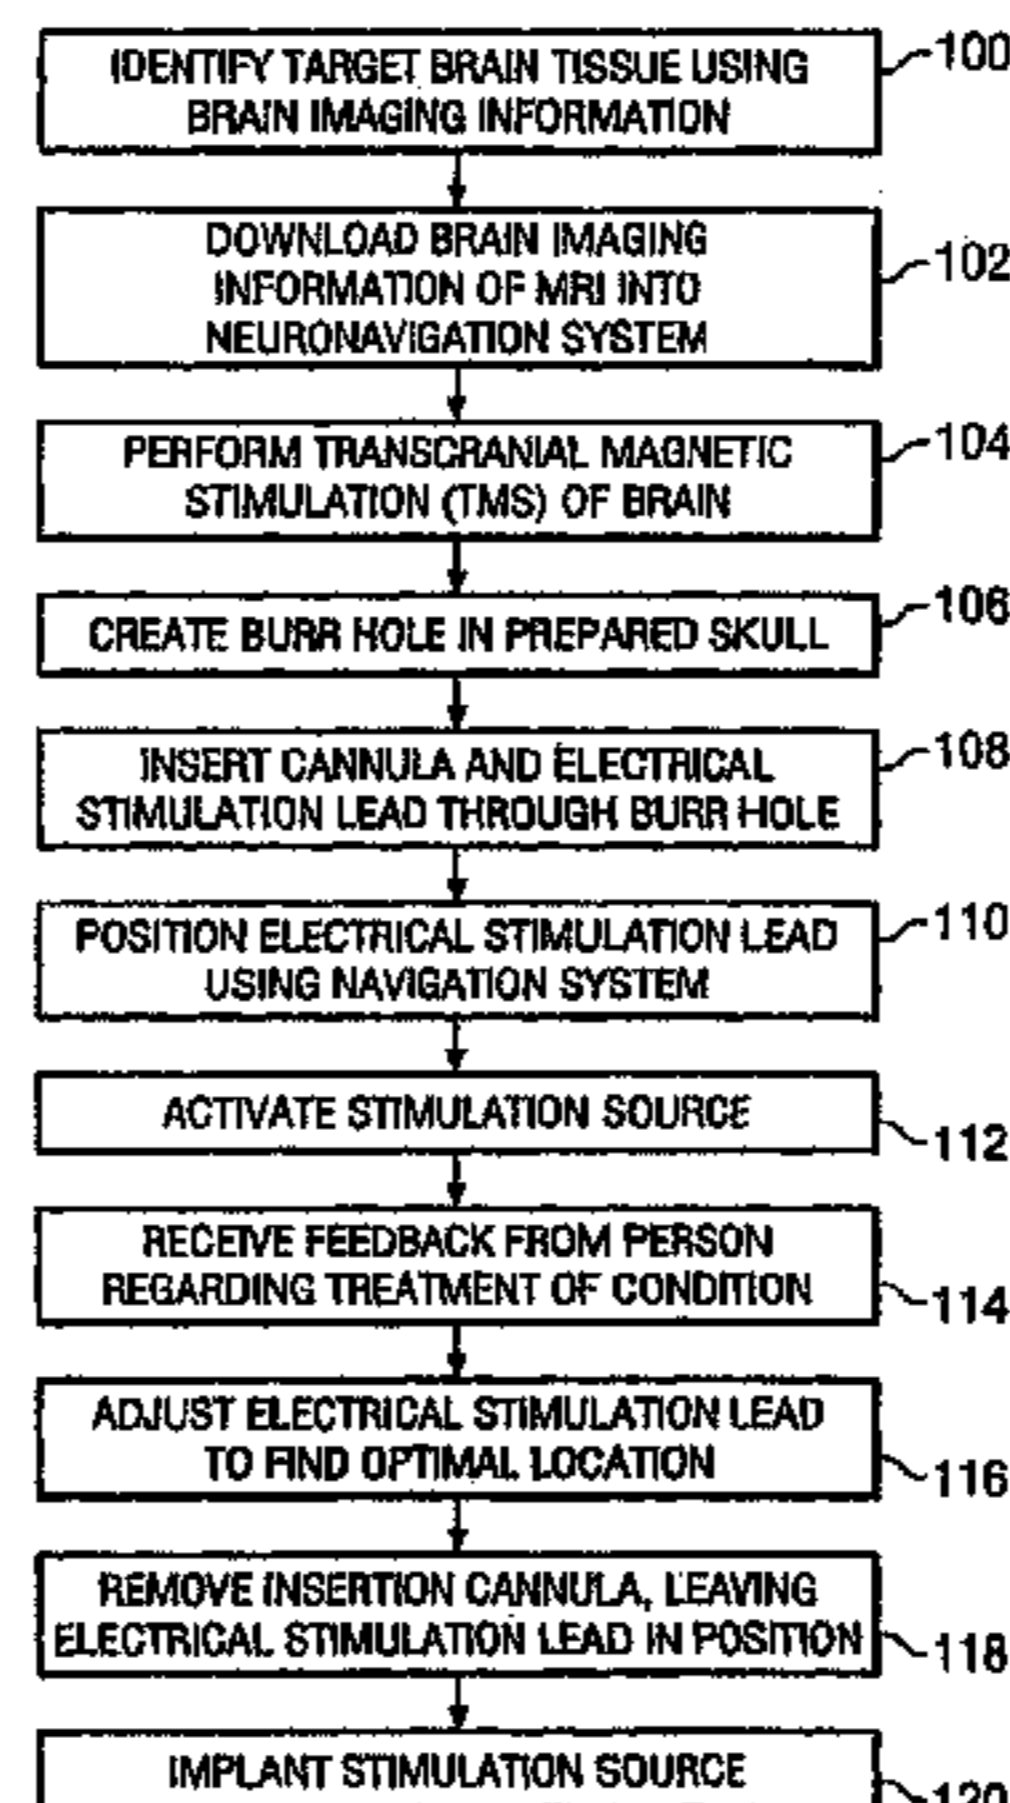 IDENTIFY TARGET BRAIN TISSUE USING
BRAIN IMAGING INFORMATION
100
DOWNLOAD BRAIN IMAGING
INFORMATION OF MRI INTO
NEURONAVIGATION SYSTEM
102
PERFORM TRANSCRANIAL MAGNETIC
STIMULATION (TMS) OF BRAIN
104
CREATE BURR HOLE IN PREPARED SKULL
106
INSERT CANNULA AND ELECTRICAL
STIMULATION LEAD THROUGH BURR HOLE
108
POSITION ELECTRICAL STIMULATION LEAD
USING NAVIGATION SYSTEM
110
ACTIVATE STIMULATION SOURCE
112
RECEIVE FEEDBACK FROM PERSON
REGARDING TREATMENT OF CONDITION
114
ADJUST ELECTRICAL STIMULATION LEAD
TO FIND OPTIMAL LOCATION
116
REMOVE INSERTION CANNULA, LEAVING
ELECTRICAL STIMULATION LEAD IN POSITION
118
IMPLANT STIMULATION SOURCE
120